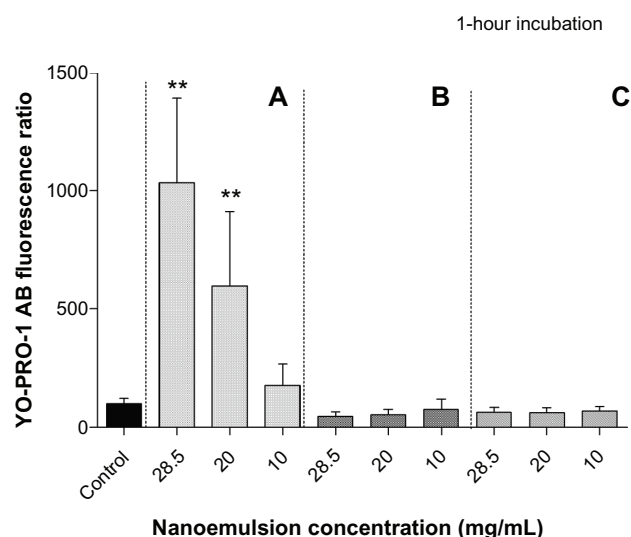 1-hour incubation
YO-PRO-1 AB fluorescence ratio
1500
1000
500
0
**
**
A
B
C
Control
28.5
20
10
28.5
20
10
28.5
20
10
Nanoemulsion concentration (mg/mL)